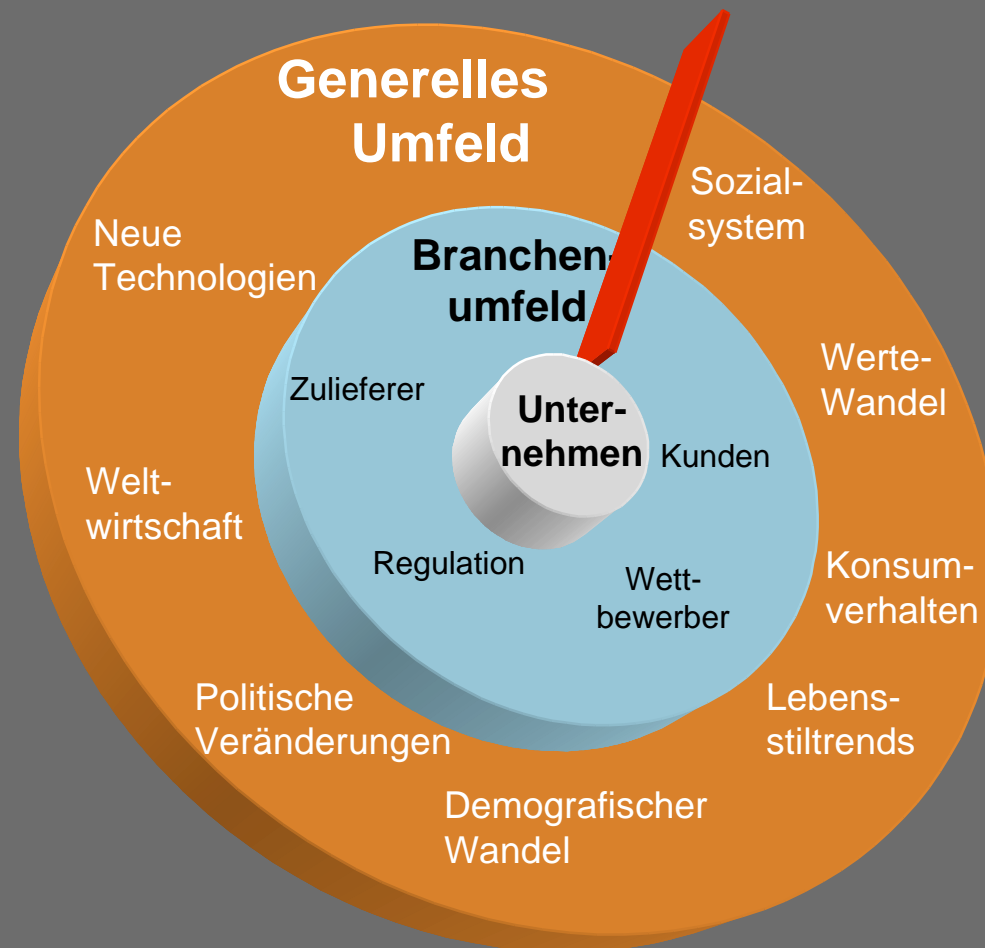 Generelles
Umfeld
Sozial-
system
Neue
Technologien
Branchen-
umfeld
Werte-
Wandel
Zulieferer
Unter-
nehmen
Kunden
Welt-
wirtschaft
Regulation
Wett-
bewerber
Konsum-
verhalten
Politische
Veränderungen
Lebens-
stiltrends
Demografischer
Wandel